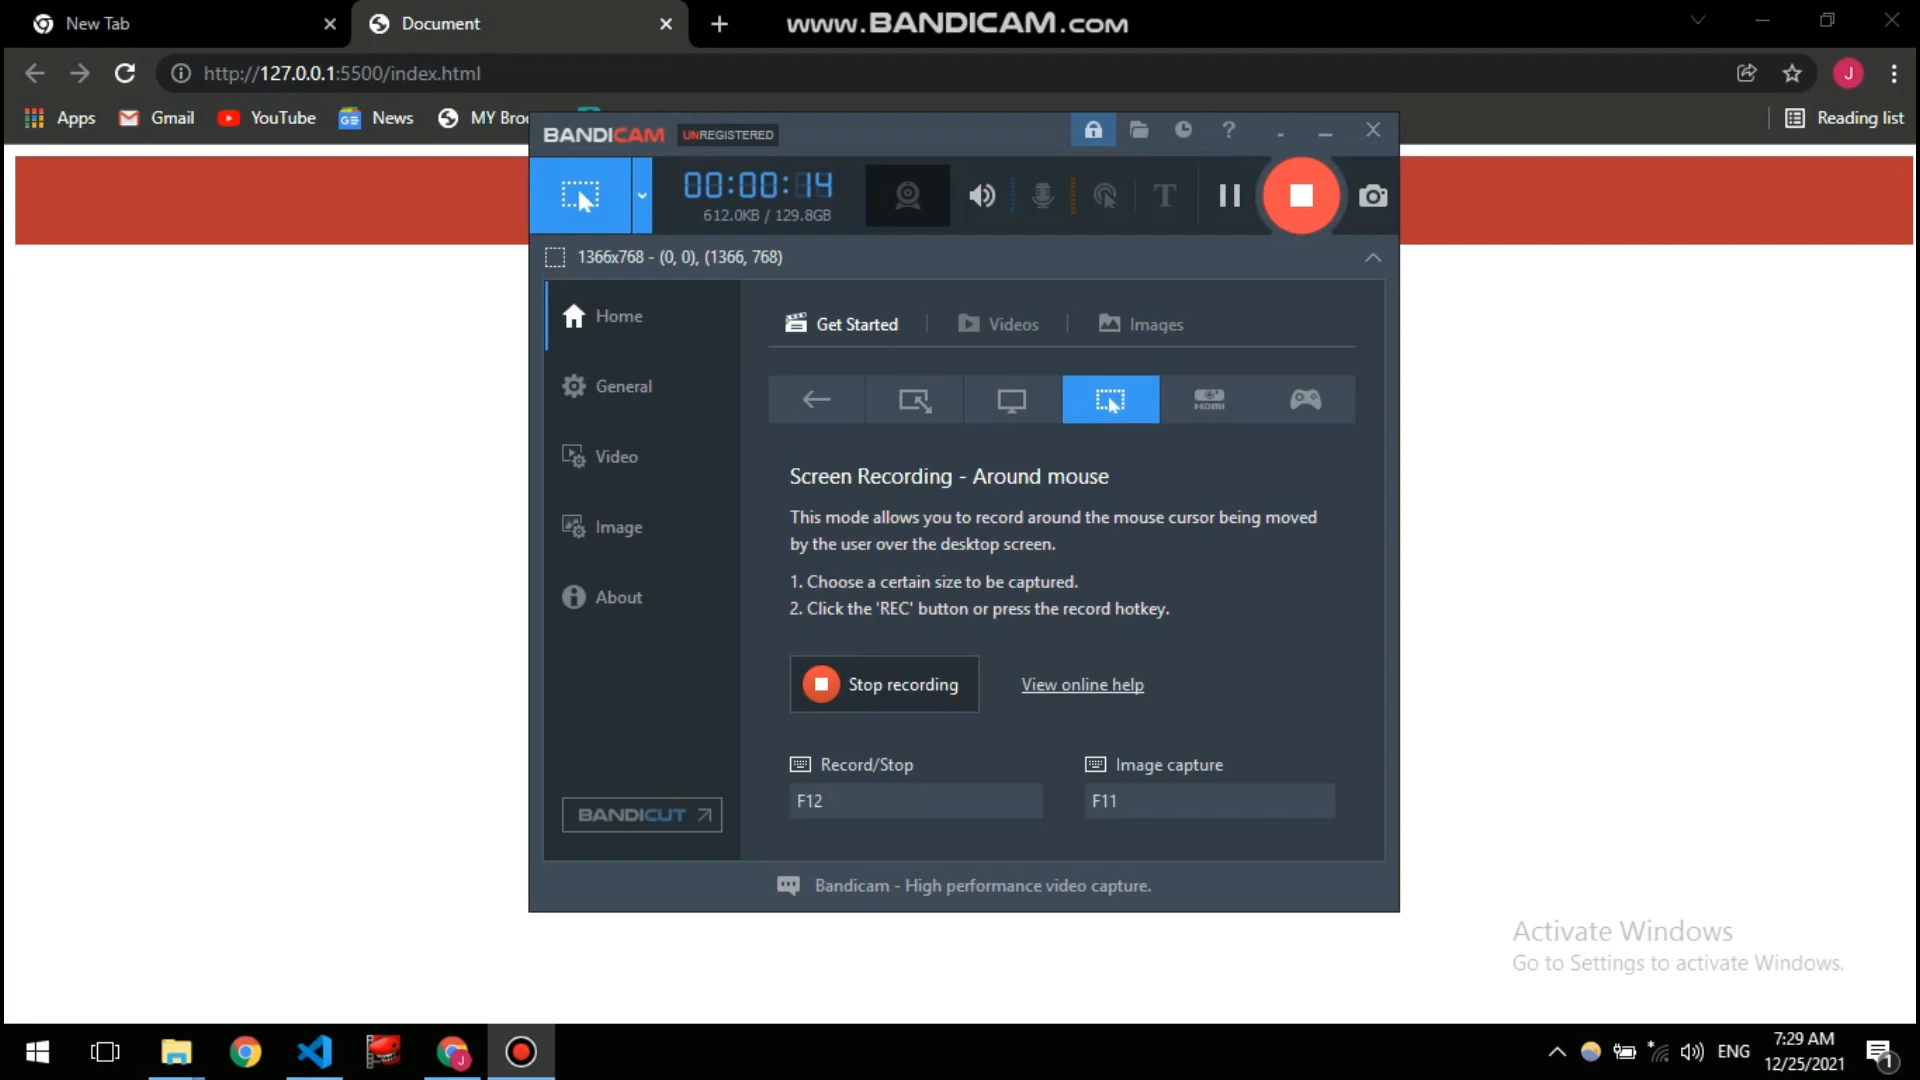 New Tab
Document
www.BANDICAM.com
http://127.0.0.1:5500/index.html
J
Apps
Gmail
YouTube
GE
News
MY Bro
Reading list
BANDICAM
UNREGISTERED
?
00:00:14
612.0KB / 129.8GB
T
1366x768 - (0, 0), (1366, 768)
Home
General
Video
Image
About
Get Started
Videos
Images
HDMI
Screen Recording - Around mouse
This mode allows you to record around the mouse cursor being moved
by the user over the desktop screen.
1. Choose a certain size to be captured.
2. Click the 'REC' button or press the record hotkey.
Stop recording
View online help
Record/Stop
Image capture
F12
F11
BANDICUT
Bandicam - High performance video capture.
Activate Windows
Go to Settings to activate Windows.
J
ENG
7:29 AM
12/25/2021
1